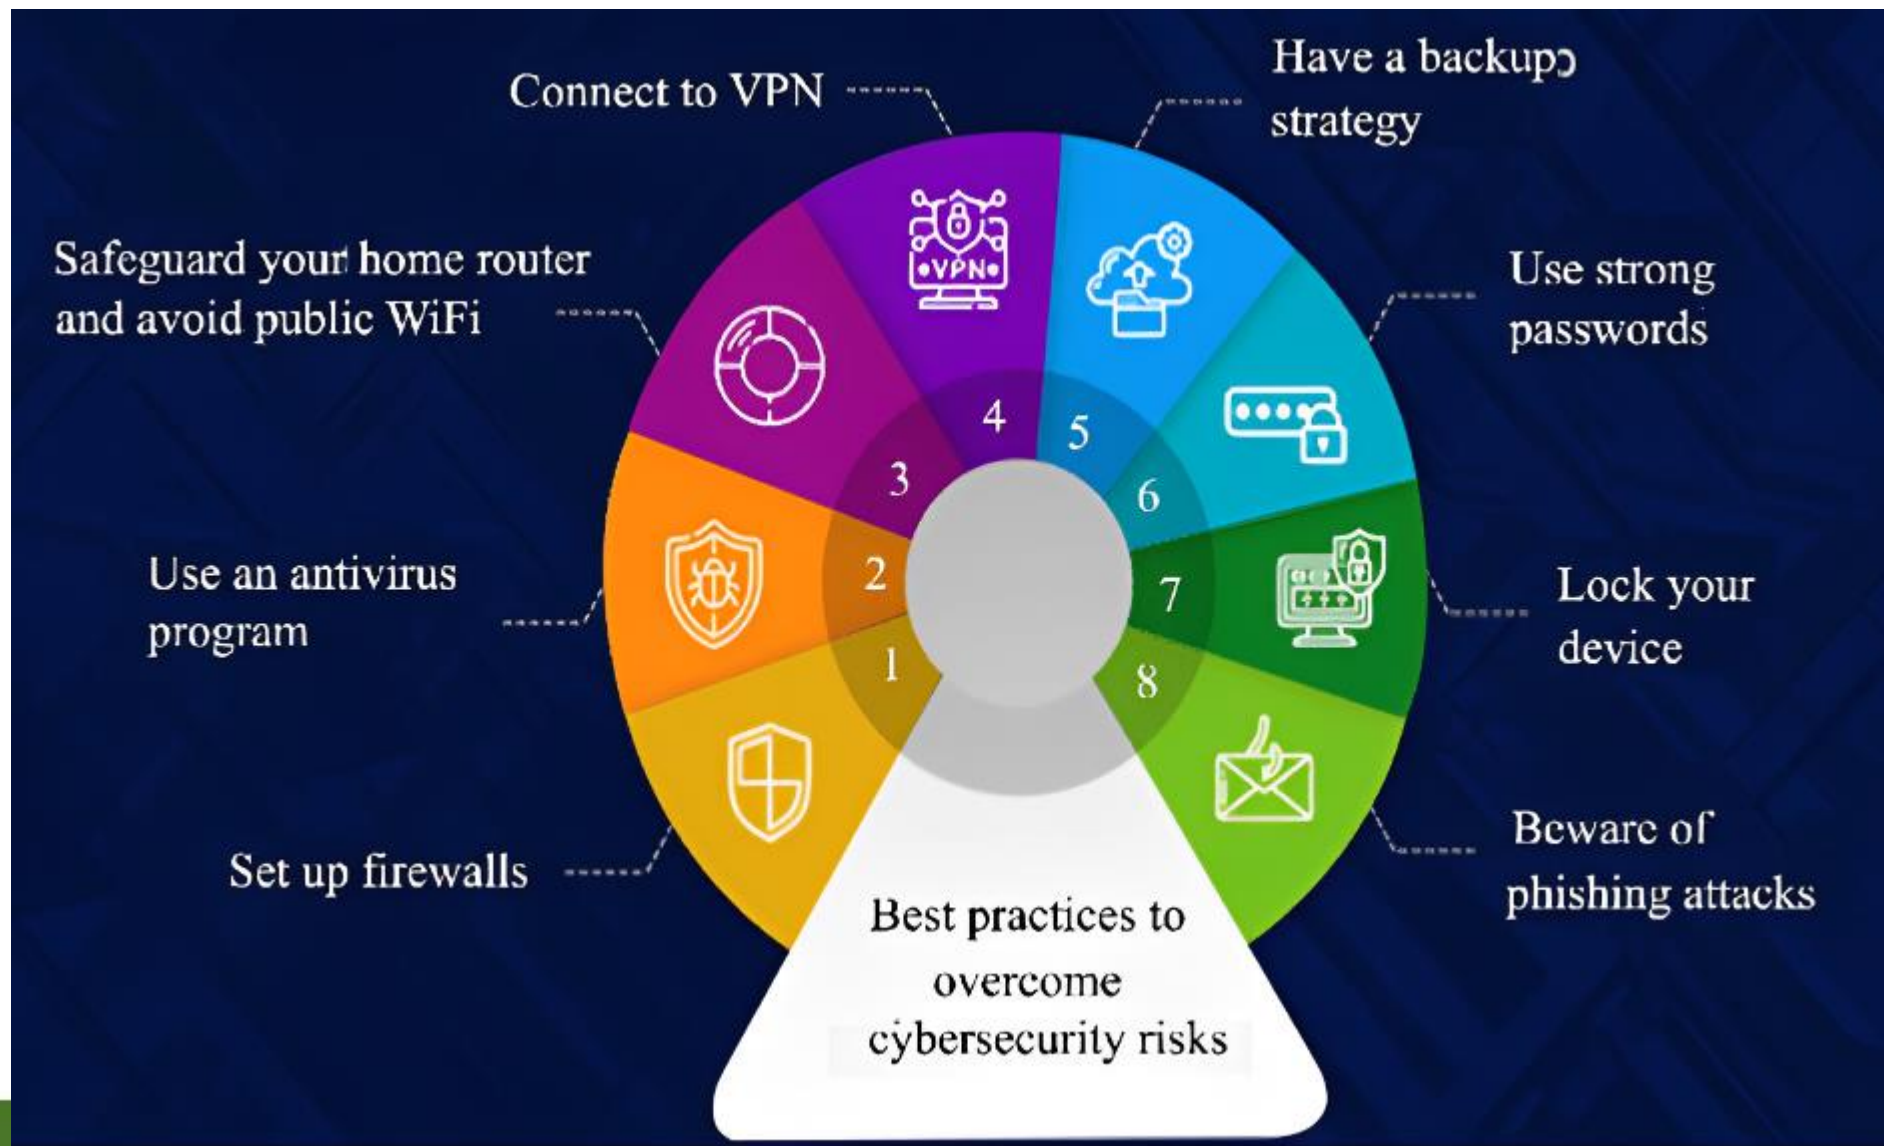 Connect to VPN
Have a backup
strategy
Safeguard your home router
and avoid public WiFi
Use strong
passwords
Use an antivirus
program
Lock your
device
Set up firewalls
Beware of
phishing attacks
•VPN•
1
2
3
4
5
6
7
8
Best practices to
overcome
cybersecurity risks